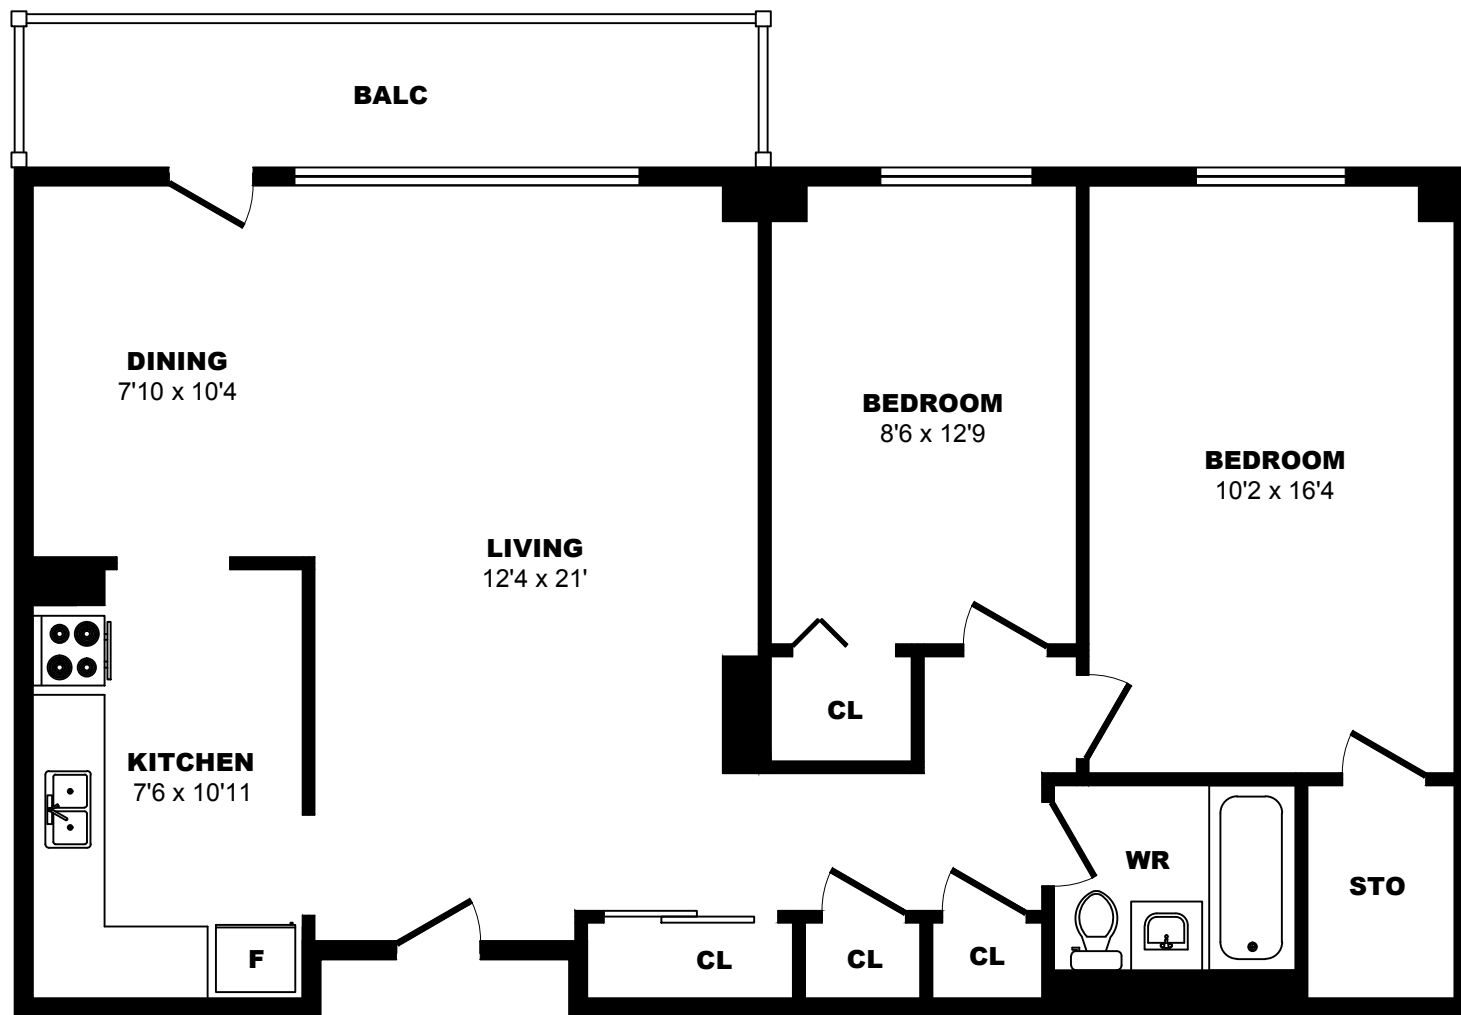 BALC
DINING
7'10 x 10'4
BEDROOM
8'6 x 12'9
BEDROOM
10'2 x 16'4
LIVING
12'4 x 21'
CL
KITCHEN
7'6 x 10'11
WR
STO
F
CL
CL
CL